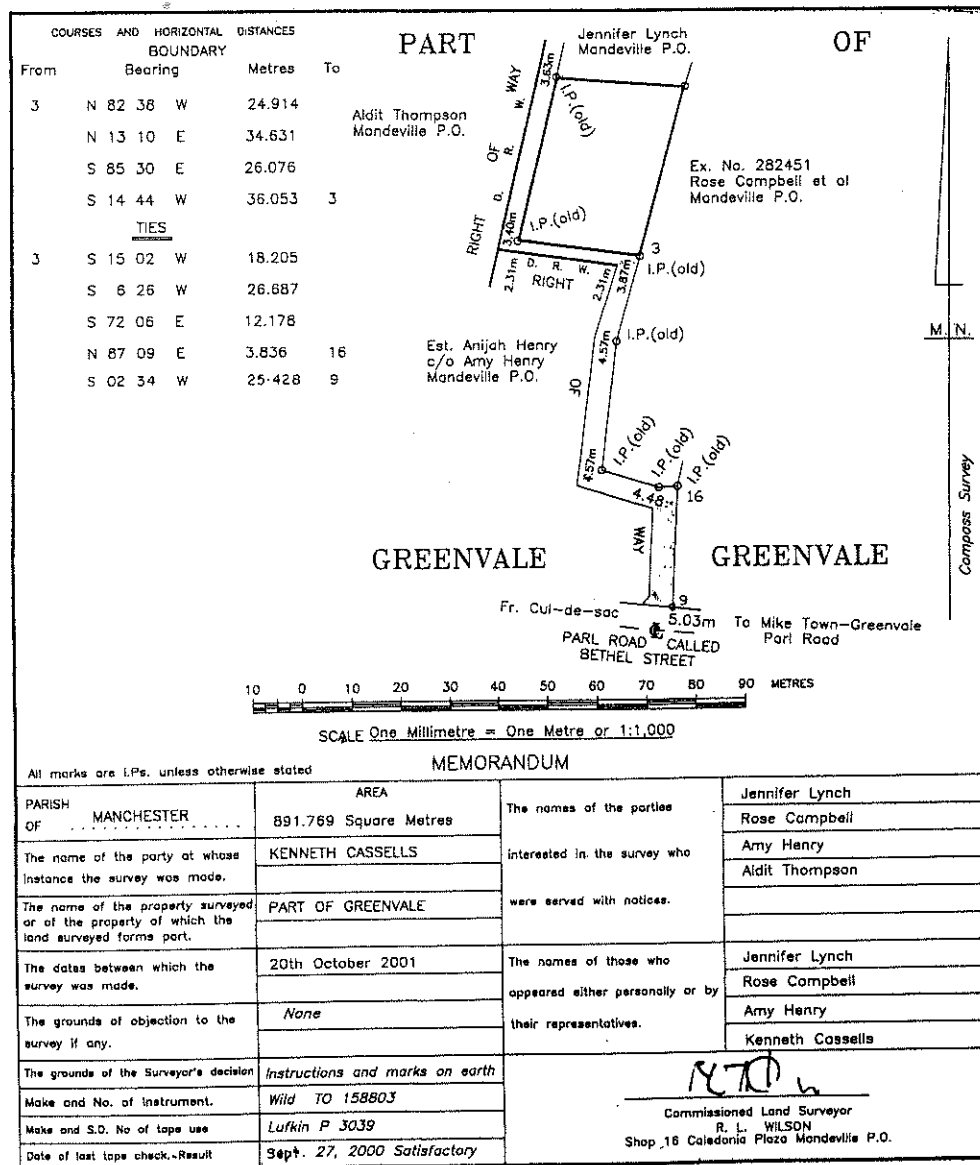 COURSES AND HORIZONTAL DISTANCES
BOUNDARY
From Bearing Metres To
3 N 82 38 W 24.914
N 13 10 E 34.631
S 85 30 E 26.076
S 14 44 W 36.053 3
TIES
3 S 15 02 W 18.205
S 6 26 W 26.687
S 72 06 E 12.178
N 87 09 E 3.836 16
S 02 34 W 25.428 9
PART
OF
Jennifer Lynch
Mandeville P.O.
Aldit Thompson
Mandeville P.O.
RIGHT OF WAY
D. R. W.
3.63m
I.P.(old)
Ex. No. 282451
Rose Campbell et al
Mandeville P.O.
3.40m
I.P.(old)
3
I.P.(old)
2.31m
D. R. W.
RIGHT
2.31m
3.87m
I.P.(old)
4.57m
Est. Anijah Henry
c/o Amy Henry
Mandeville P.O.
OF
M. N.
Compass Survey
4.57m
I.P.(old)
I.P.(old)
I.P.(old)
4.48
16
WAY
GREENVALE
GREENVALE
9
Fr. Cul-de-sac
5.03m
To Mike Town-Greenvale
Parl Road
PARL ROAD CALLED
BETHEL STREET
10 0 10 20 30 40 50 60 70 80 90 METRES
SCALE One Millimetre = One Metre or 1:1,000
All marks are I.Ps. unless otherwise stated
MEMORANDUM
PARISH
OF MANCHESTER
AREA
891.769 Square Metres
The name of the party at whose
instance the survey was made.
KENNETH CASSELLS
The name of the property surveyed
or of the property of which the
land surveyed forms part.
PART OF GREENVALE
The dates between which the
survey was made.
20th October 2001
The grounds of objection to the
survey if any.
None
The grounds of the Surveyor's decision
Instructions and marks on earth
Make and No. of Instrument.
Wild TO 158803
Make and S.D. No of tape use
Lufkin P 3039
Date of last tape check.-Result
Sept. 27, 2000 Satisfactory
The names of the parties
interested in the survey who
were served with notices.
Jennifer Lynch
Rose Campbell
Amy Henry
Aldit Thompson
The names of those who
appeared either personally or by
their representatives.
Jennifer Lynch
Rose Campbell
Amy Henry
Kenneth Cassells
Commissioned Land Surveyor
R. L. WILSON
Shop 16 Caledonia Plaza Mandeville P.O.